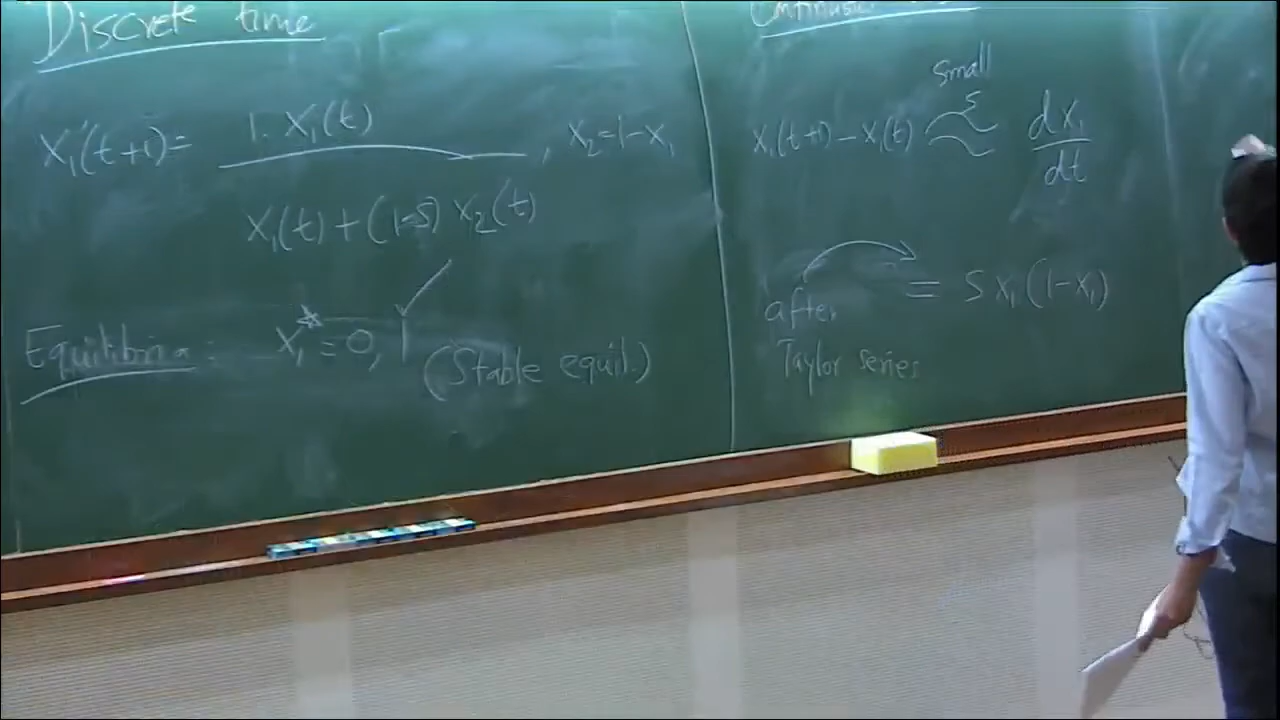 Discrete time
X₁(t+1) = 1. X₁(t) / X₁(t) + (1-S) X₂(t) , X₂ = 1 - X₁
Equilibria: X₁* = 0, 1 (Stable equil.)
X₁(t+1) - X₁(t) small s ≈ dX₁/dt
after = S X₁ (1-X₁)
Taylor series